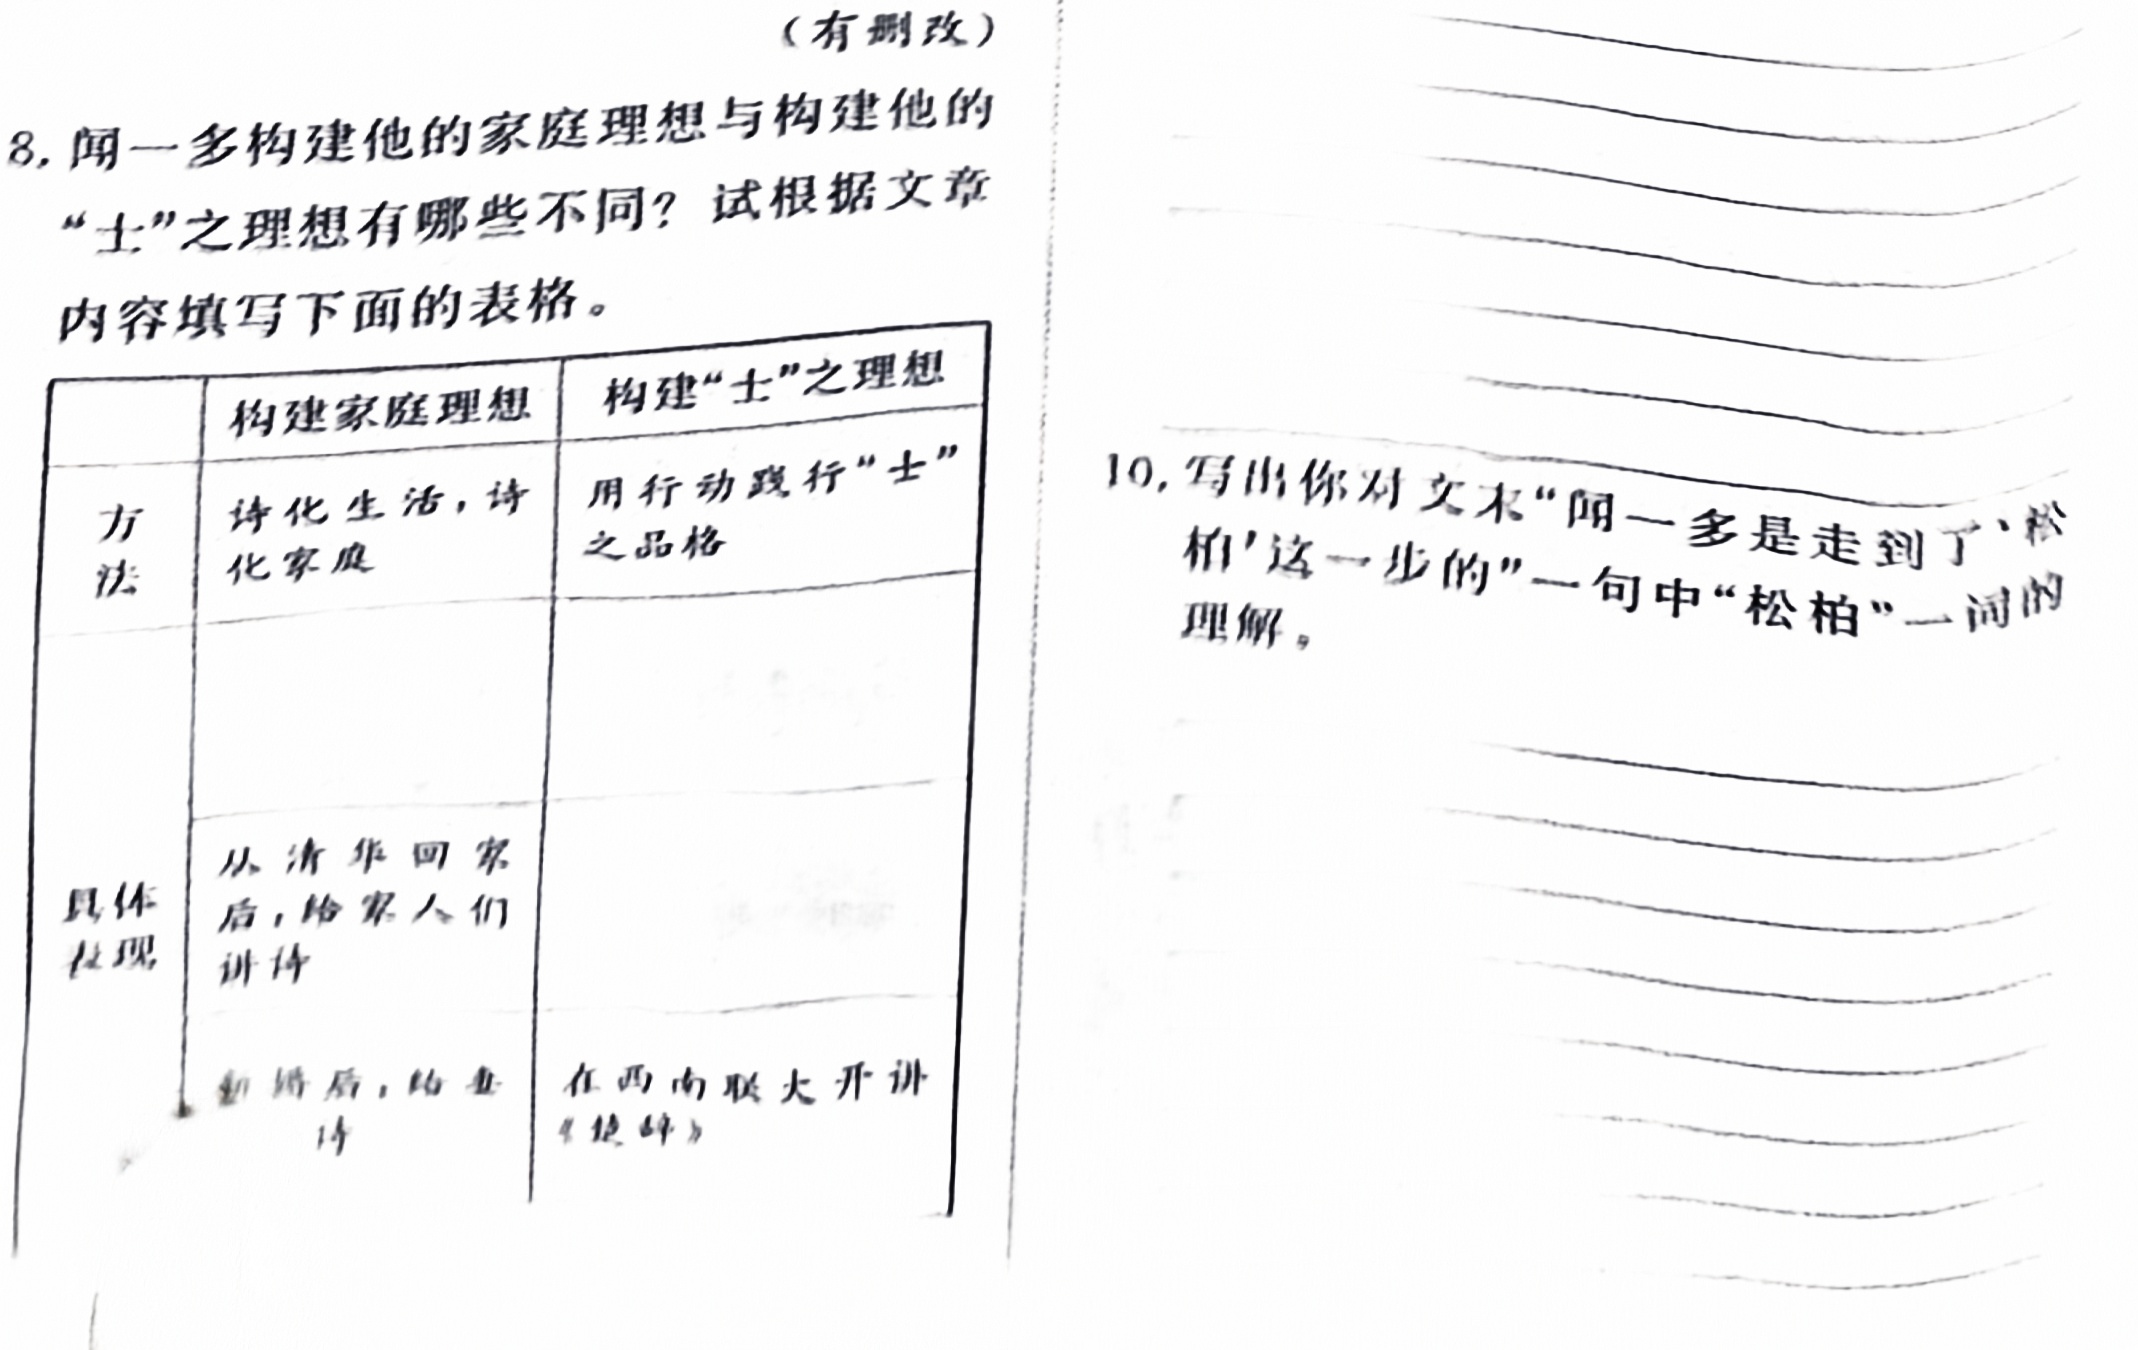 （有删改）
8. 闻一多构建他的家庭理想与构建他的
“士”之理想有哪些不同？试根据文章
内容填写下面的表格。
构建家庭理想
构建“士”之理想
方
法
诗化生活，诗
化家庭
用行动践行“士”
之品格
具体
表现
从清华回家
后，给家人们
讲诗
新婚后，给妻
诗
在西南联大开讲
《楚辞》
10. 写出你对文末“闻一多是走到了‘松
柏’这一步的”一句中“松柏”一词的
理解。